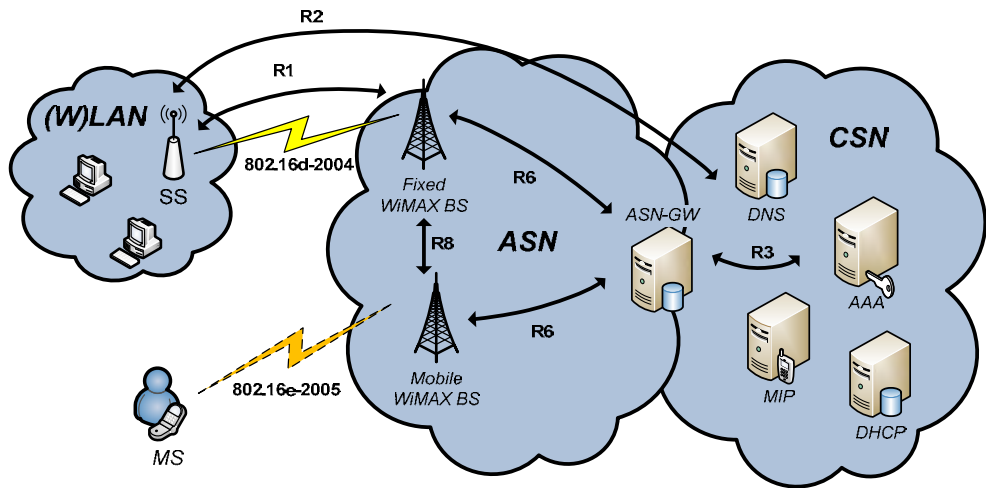 R2
R1
(W)LAN
SS
802.16d-2004
Fixed
WiMAX BS
R6
R8
ASN
ASN-GW
R6
802.16e-2005
Mobile
WiMAX BS
MS
CSN
DNS
R3
AAA
MIP
DHCP